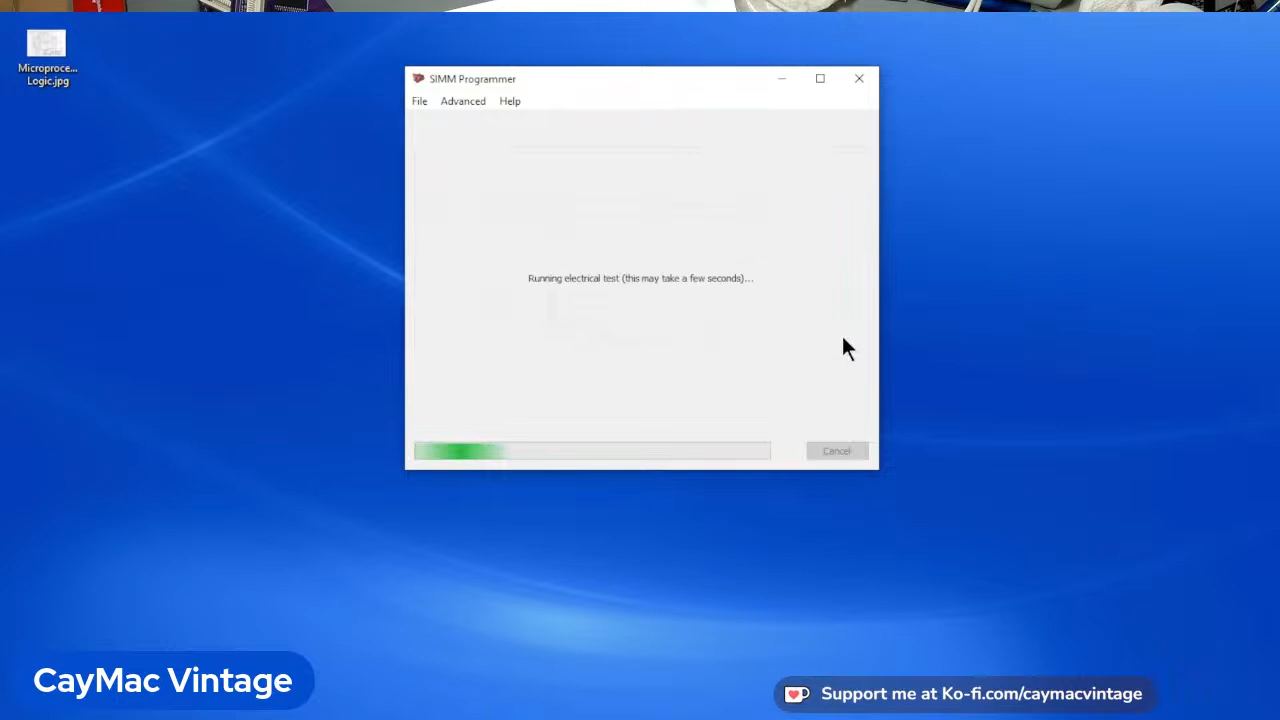 Microproce...
Logic.jpg
SIMM Programmer
File Advanced Help
Running electrical test (this may take a few seconds)...
Cancel
CayMac Vintage
Support me at Ko-fi.com/caymacvintage